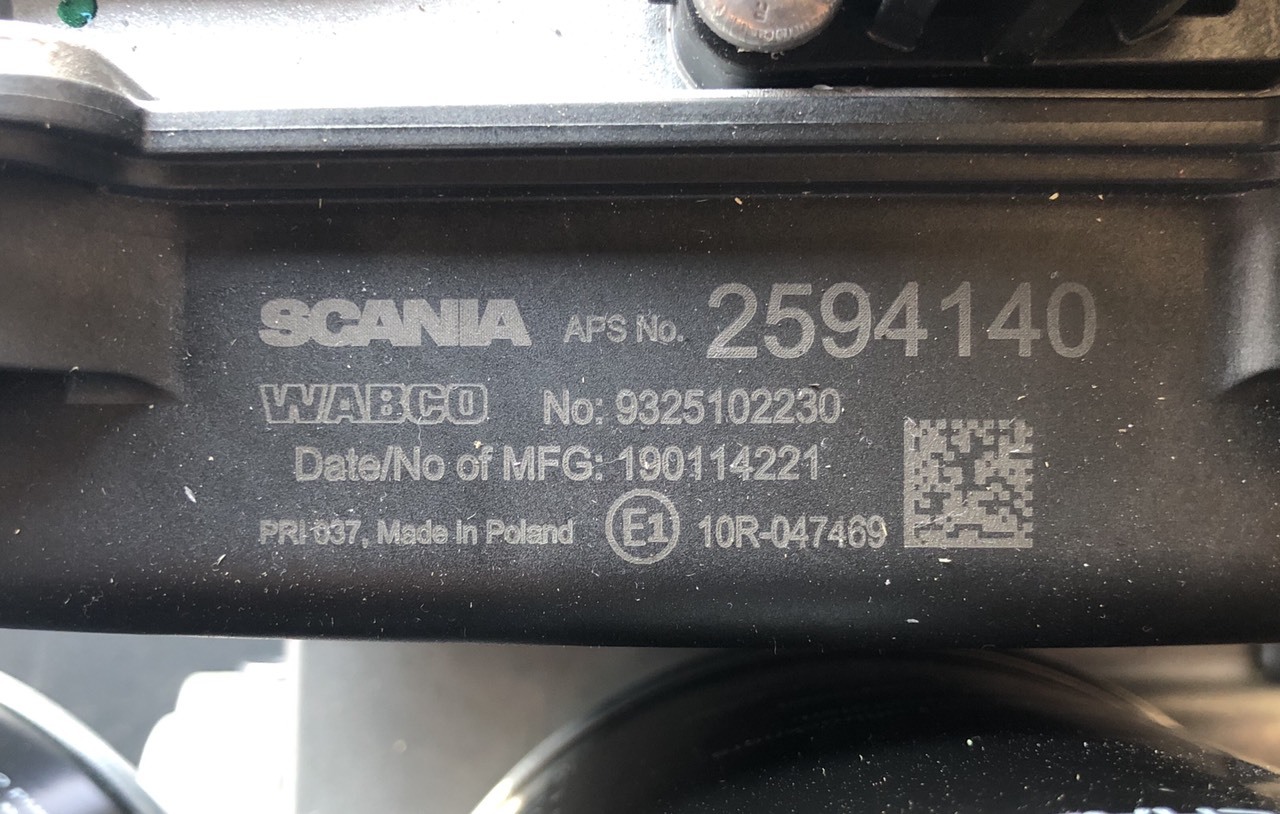 SCANIA APS No. 2594140
WABCO No: 9325102230
Date/No of MFG: 190114221
PRI 037, Made in Poland E1 10R-047469